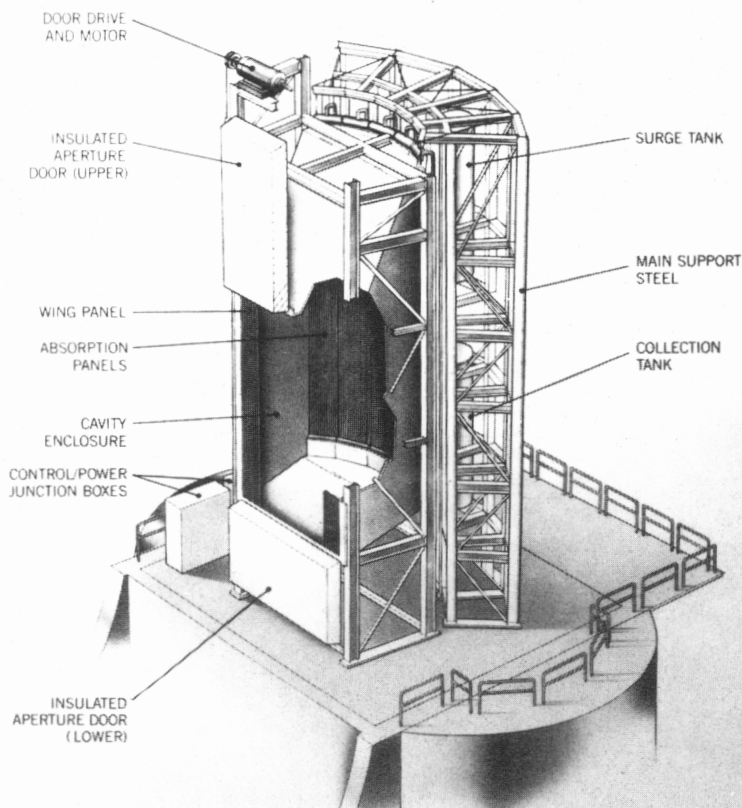 DOOR DRIVE
AND MOTOR
INSULATED
APERTURE
DOOR (UPPER)
WING PANEL
ABSORPTION
PANELS
CAVITY
ENCLOSURE
CONTROL/POWER
JUNCTION BOXES
INSULATED
APERTURE DOOR
(LOWER)
SURGE TANK
MAIN SUPPORT
STEEL
COLLECTION
TANK